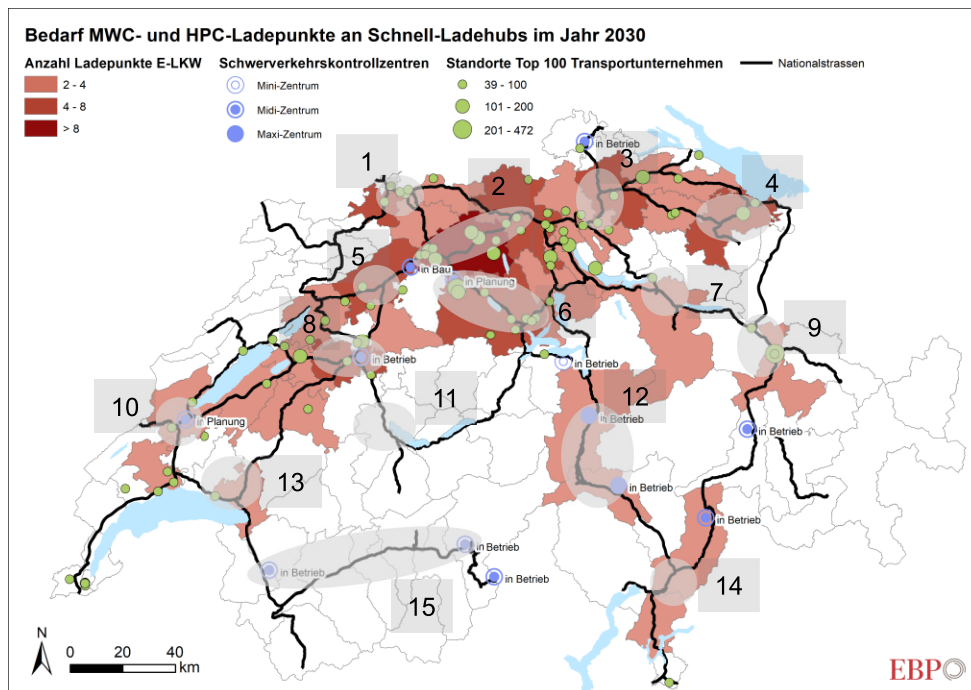 Bedarf MWC- und HPC-Ladepunkte an Schnell-Ladehubs im Jahr 2030
Anzahl Ladepunkte E-LKW
2 - 4
4 - 8
> 8
Schwerverkehrskontrollzentren
Mini-Zentrum
Midi-Zentrum
Maxi-Zentrum
Standorte Top 100 Transportunternehmen
39 - 100
101 - 200
201 - 472
Nationalstrassen
in Betrieb
1
2
3
4
5
in Bau
in Planung
6
7
8
9
in Betrieb
in Betrieb
10
11
12
in Betrieb
in Planung
in Betrieb
13
in Betrieb
in Betrieb
in Betrieb
in Betrieb
in Betrieb
14
15
N
0 20 40
km
EBP